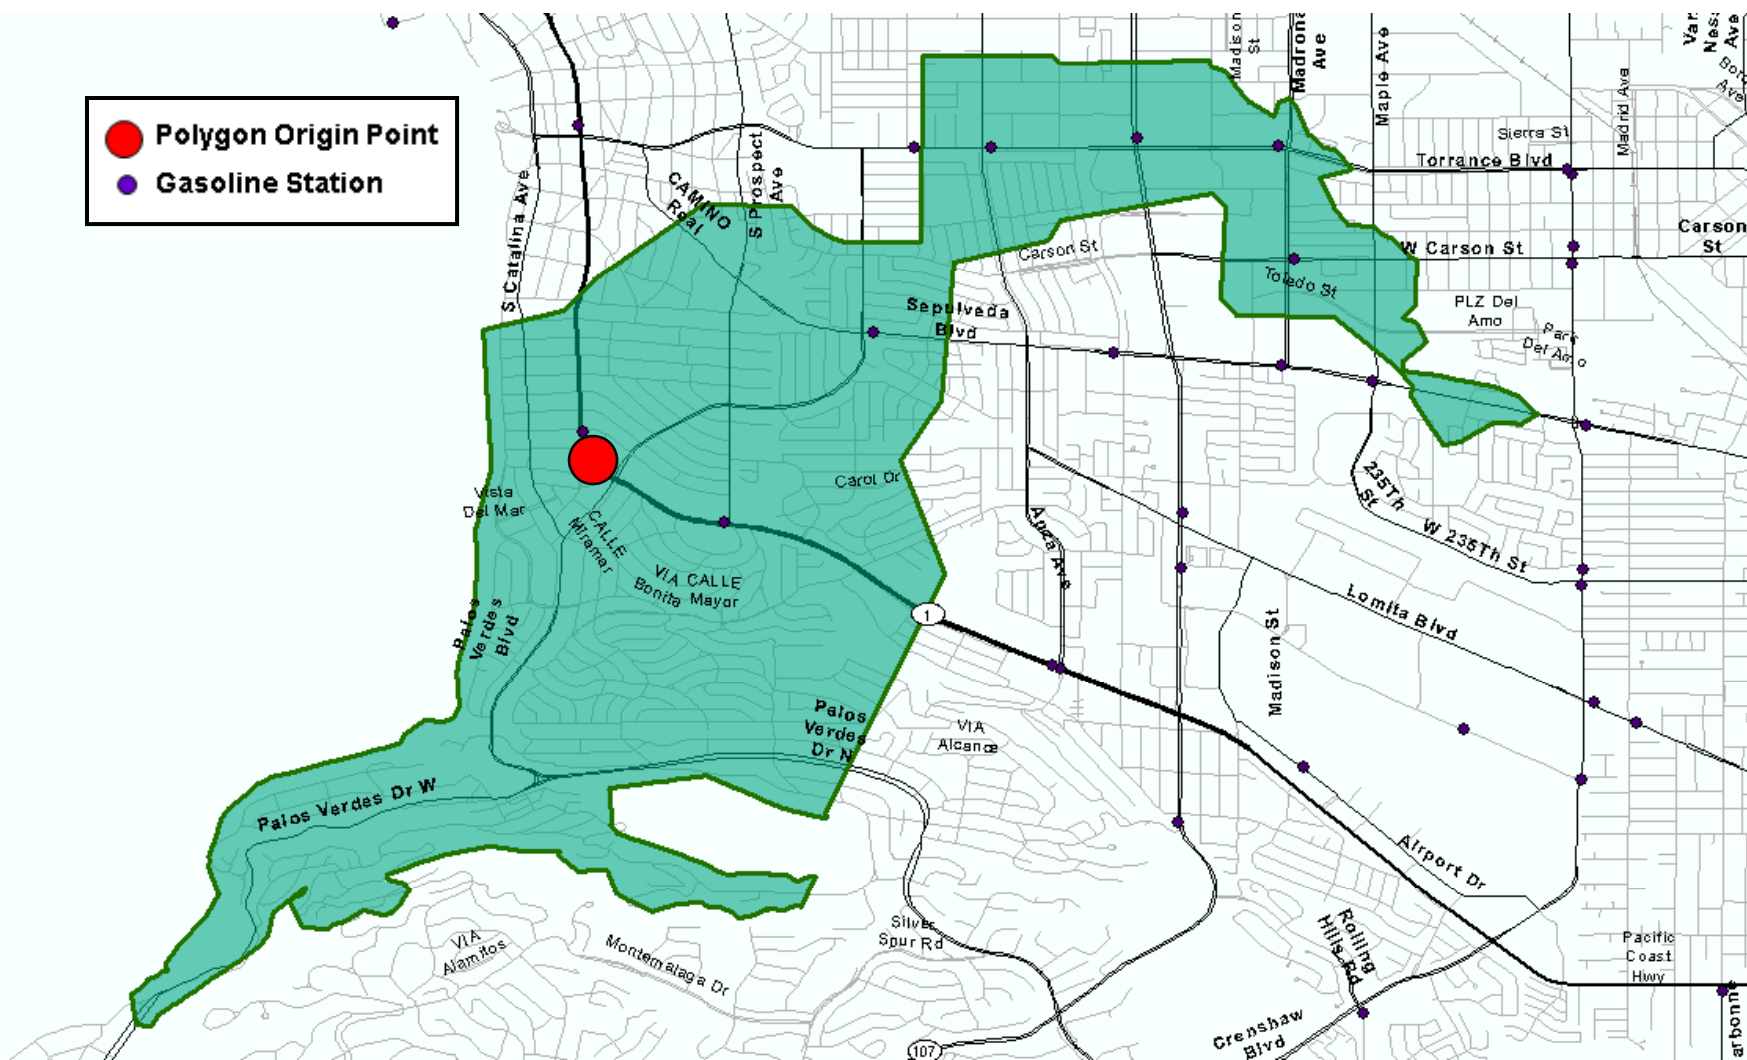 Polygon Origin Point
Gasoline Station
Madison
St
Madrona
Ave
Maple Ave
Madrid Ave
Ave
Sierra St
Torrance Blvd
S Catalina Ave
CAMINO
Real
S Prospect
Ave
Carson St
W Carson St
Carson
St
Toledo St
PLZ Del
Amo
Park
Del Amo
Sepulveda
Blvd
Carol Dr
Vista
Del Mar
CALLE
Miramar
VIA CALLE
Bonita Mayor
Palos
Verdes
Blvd
Anza Ave
235Th
St
W 235Th St
Lomita Blvd
Madison St
1
Palos
Verdes
Dr N
VIA
Alcance
Palos Verdes Dr W
Airport Dr
Silver
Spur Rd
VIA
Alamitos
Montemalaga Dr
Rolling
Hills Rd
Pacific
Coast
Hwy
Crenshaw
Blvd
107